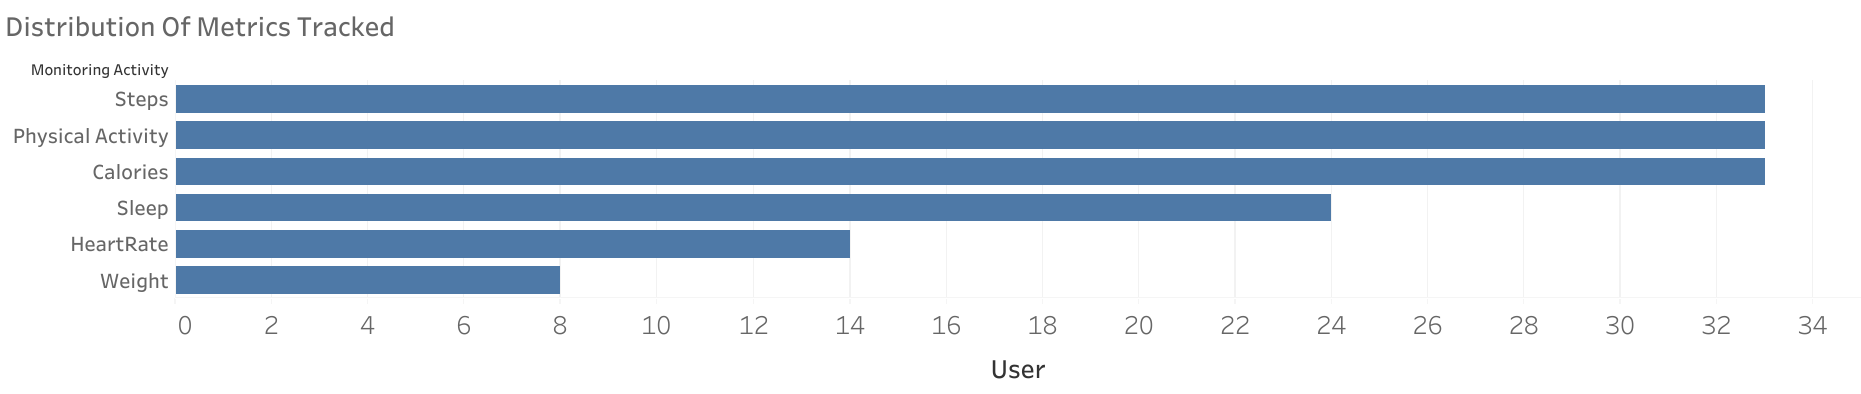 Distribution Of Metrics Tracked
Monitoring Activity
Steps
Physical Activity
Calories
Sleep
HeartRate
Weight
0 2 4 6 8 10 12 14 16 18 20 22 24 26 28 30 32 34
User